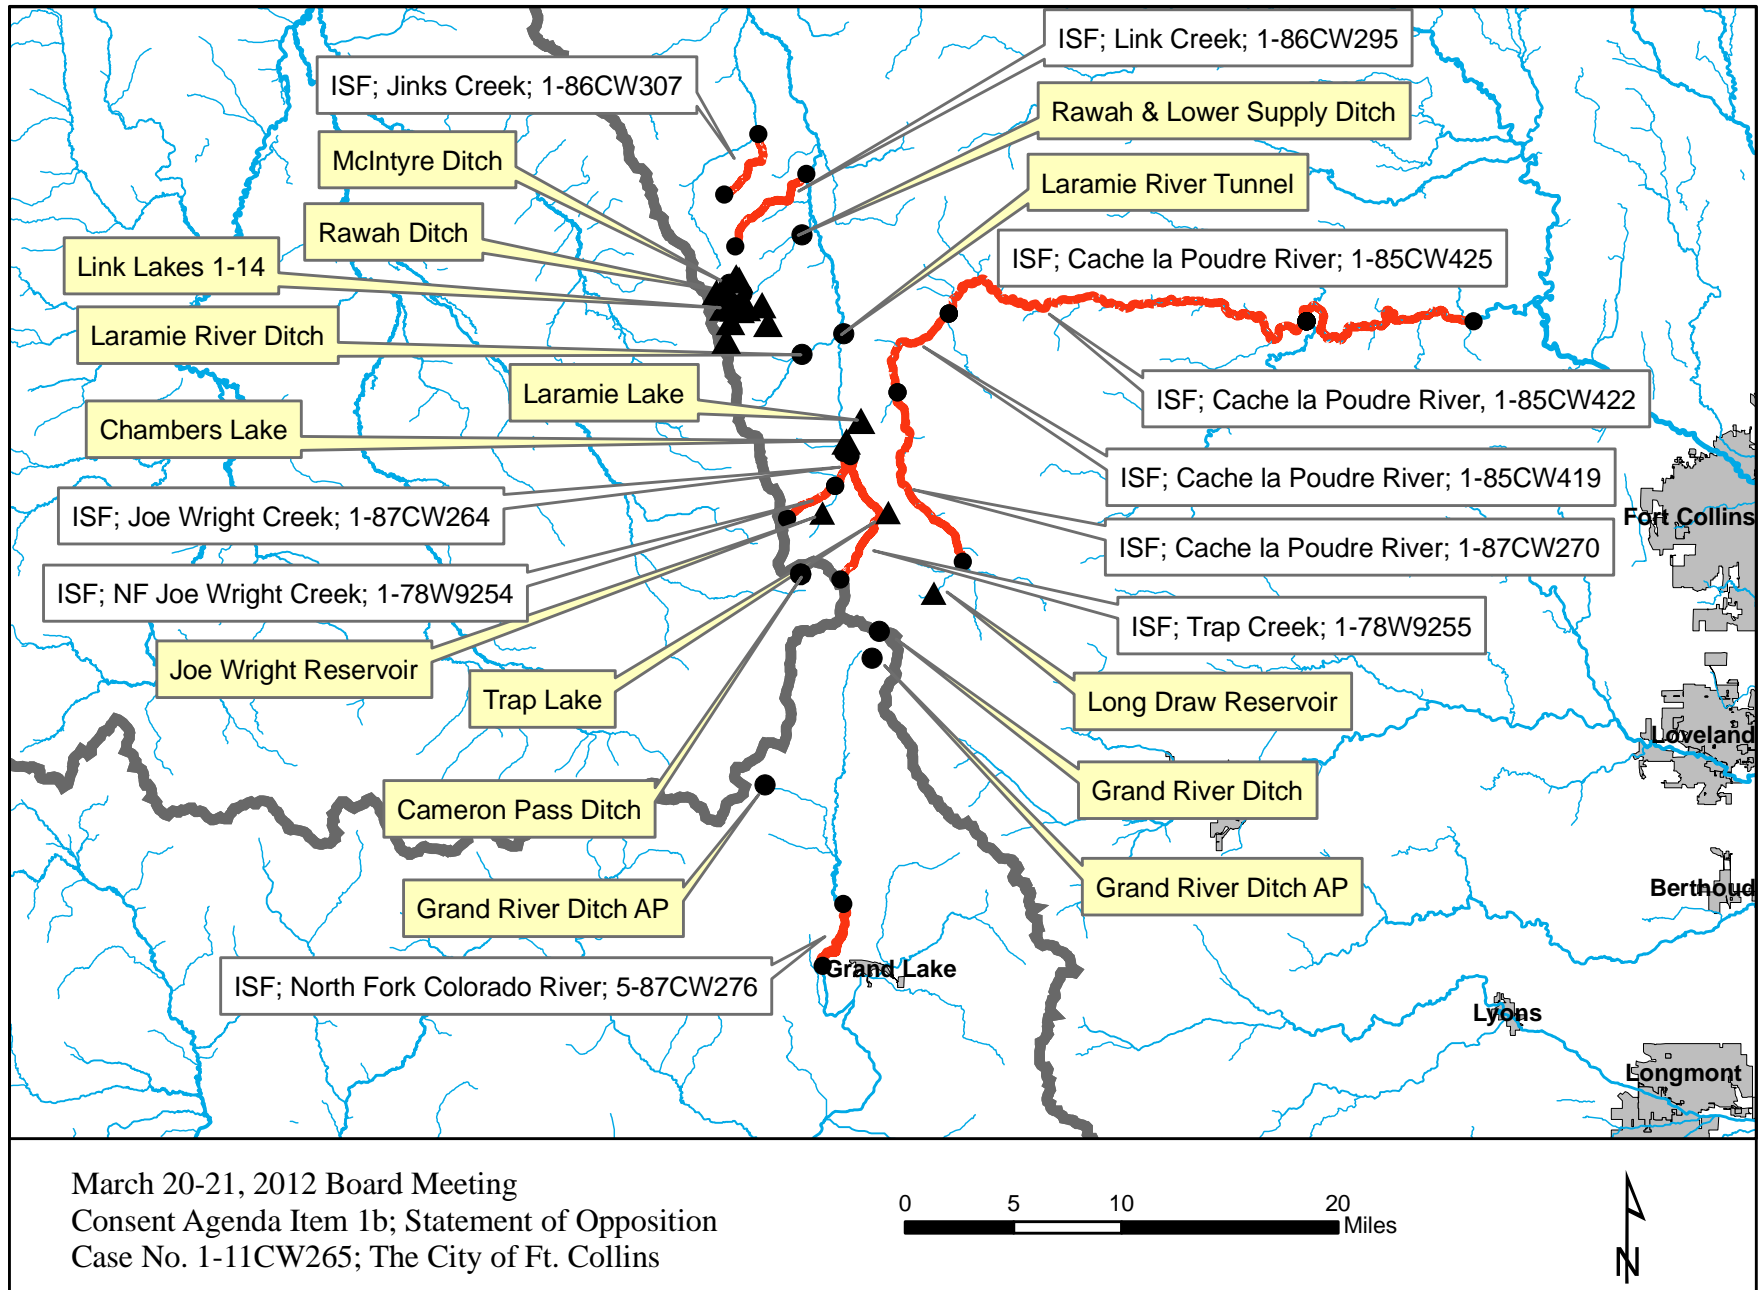 ISF; Link Creek; 1-86CW295
ISF; Jinks Creek; 1-86CW307
Rawah & Lower Supply Ditch
McIntyre Ditch
Laramie River Tunnel
Rawah Ditch
ISF; Cache la Poudre River; 1-85CW425
Link Lakes 1-14
Laramie River Ditch
Laramie Lake
ISF; Cache la Poudre River, 1-85CW422
Chambers Lake
ISF; Cache la Poudre River; 1-85CW419
ISF; Joe Wright Creek; 1-87CW264
Fort Collins
ISF; Cache la Poudre River; 1-87CW270
ISF; NF Joe Wright Creek; 1-78W9254
ISF; Trap Creek; 1-78W9255
Joe Wright Reservoir
Trap Lake
Long Draw Reservoir
Loveland
Grand River Ditch
Cameron Pass Ditch
Grand River Ditch AP
Berthoud
Grand River Ditch AP
Grand Lake
ISF; North Fork Colorado River; 5-87CW276
Lyons
Longmont
March 20-21, 2012 Board Meeting
Consent Agenda Item 1b; Statement of Opposition
Case No. 1-11CW265; The City of Ft. Collins
0 5 10 20
Miles
N